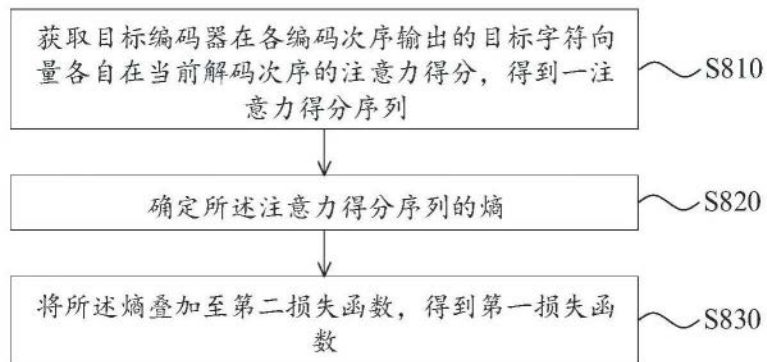 获取目标编码器在各编码次序输出的目标字符向
量各自在当前解码次序的注意力得分，得到一注
意力得分序列
S810
确定所述注意力得分序列的熵
S820
将所述熵叠加至第二损失函数，得到第一损失函
数
S830